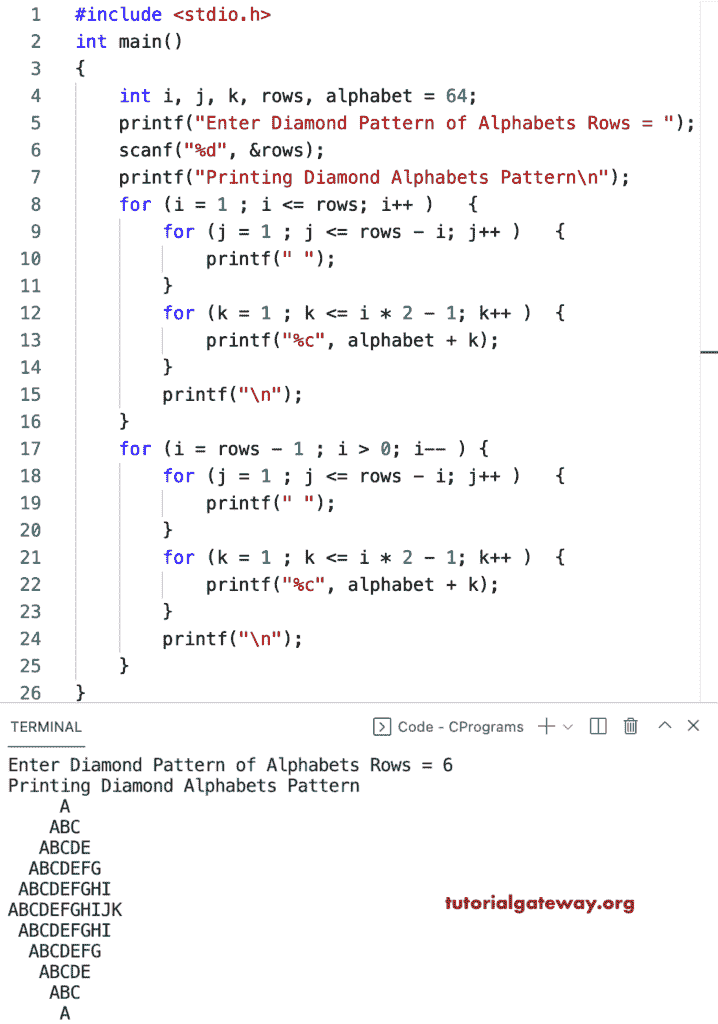 1 #include <stdio.h>
2 int main()
3 {
4     int i, j, k, rows, alphabet = 64;
5     printf("Enter Diamond Pattern of Alphabets Rows = ");
6     scanf("%d", &rows);
7     printf("Printing Diamond Alphabets Pattern\n");
8     for (i = 1 ; i <= rows; i++ )   {
9         for (j = 1 ; j <= rows - i; j++ )   {
10             printf(" ");
11         }
12         for (k = 1 ; k <= i * 2 - 1; k++ )  {
13             printf("%c", alphabet + k);
14         }
15         printf("\n");
16     }
17     for (i = rows - 1 ; i > 0; i-- ) {
18         for (j = 1 ; j <= rows - i; j++ )   {
19             printf(" ");
20         }
21         for (k = 1 ; k <= i * 2 - 1; k++ )  {
22             printf("%c", alphabet + k);
23         }
24         printf("\n");
25     }
26 }
TERMINAL Code - CPrograms
Enter Diamond Pattern of Alphabets Rows = 6
Printing Diamond Alphabets Pattern
     A
    ABC
   ABCDE
  ABCDEFG
 ABCDEFGHI
ABCDEFGHIJK
 ABCDEFGHI
  ABCDEFG
   ABCDE
    ABC
     A
tutorialgateway.org